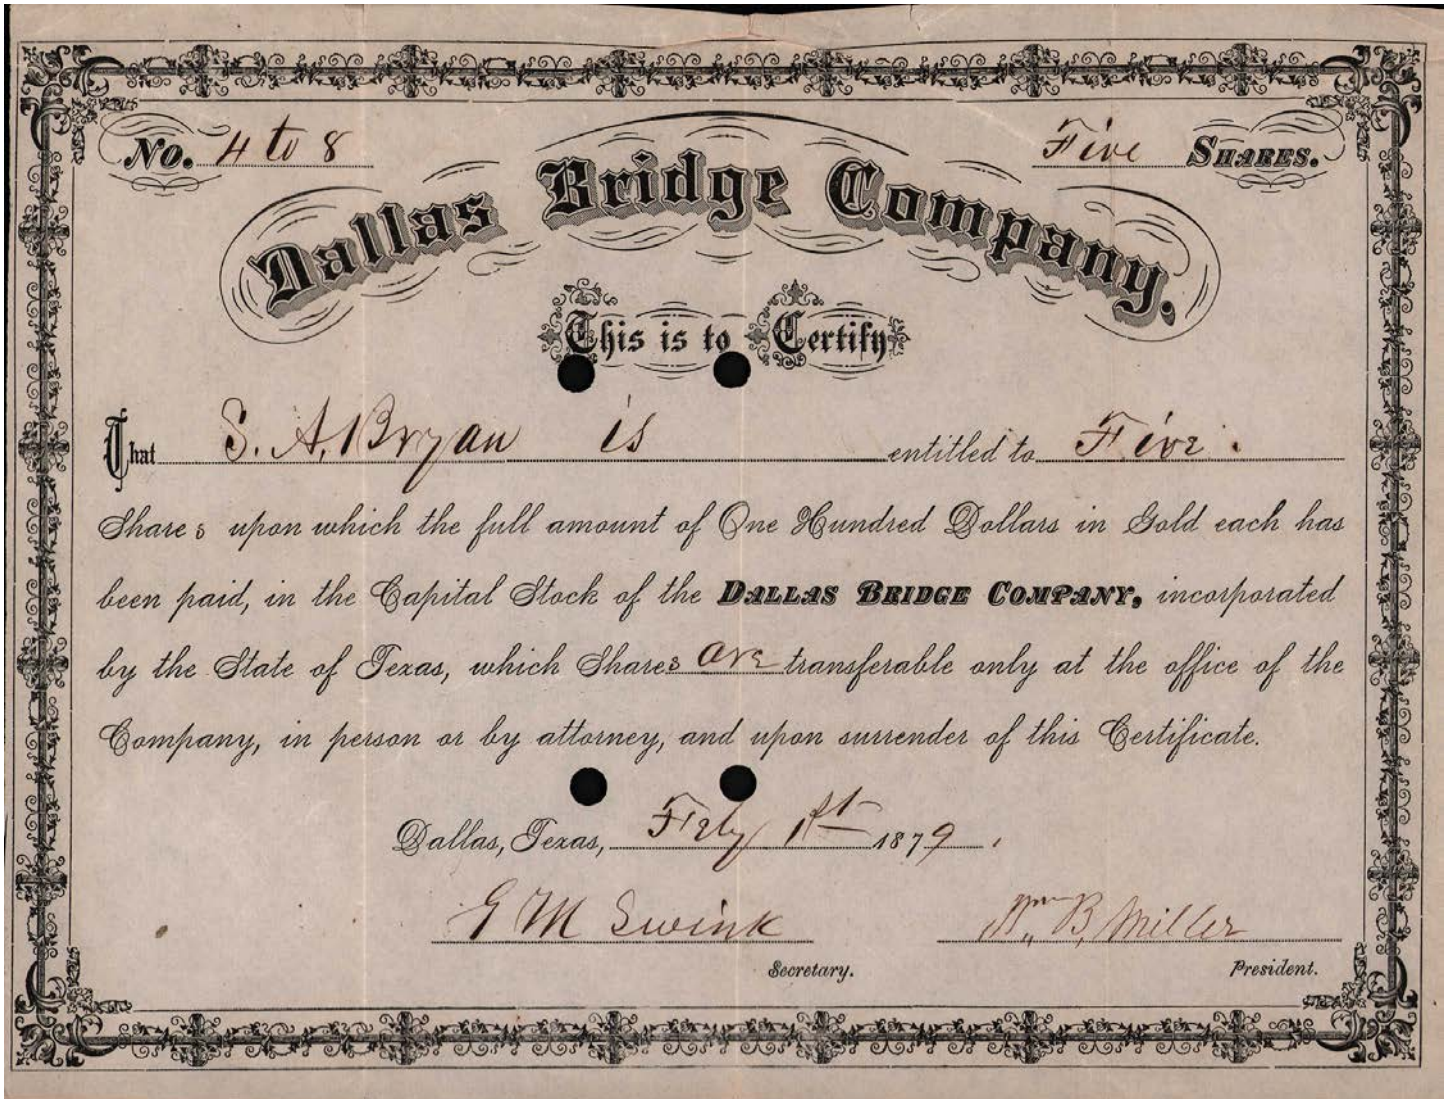 No. 4 to 8
Five SHARES.
Dallas Bridge Company.
This is to Certify
That S. A. Bryan is entitled to Five.
Shares upon which the full amount of One Hundred Dollars in Gold each has
been paid, in the Capital Stock of the DALLAS BRIDGE COMPANY, incorporated
by the State of Texas, which Shares are transferable only at the office of the
Company, in person or by attorney, and upon surrender of this Certificate.
Dallas, Texas, Feby 1st 1879.
G M Swink
Wm. B. Miller
Secretary.
President.